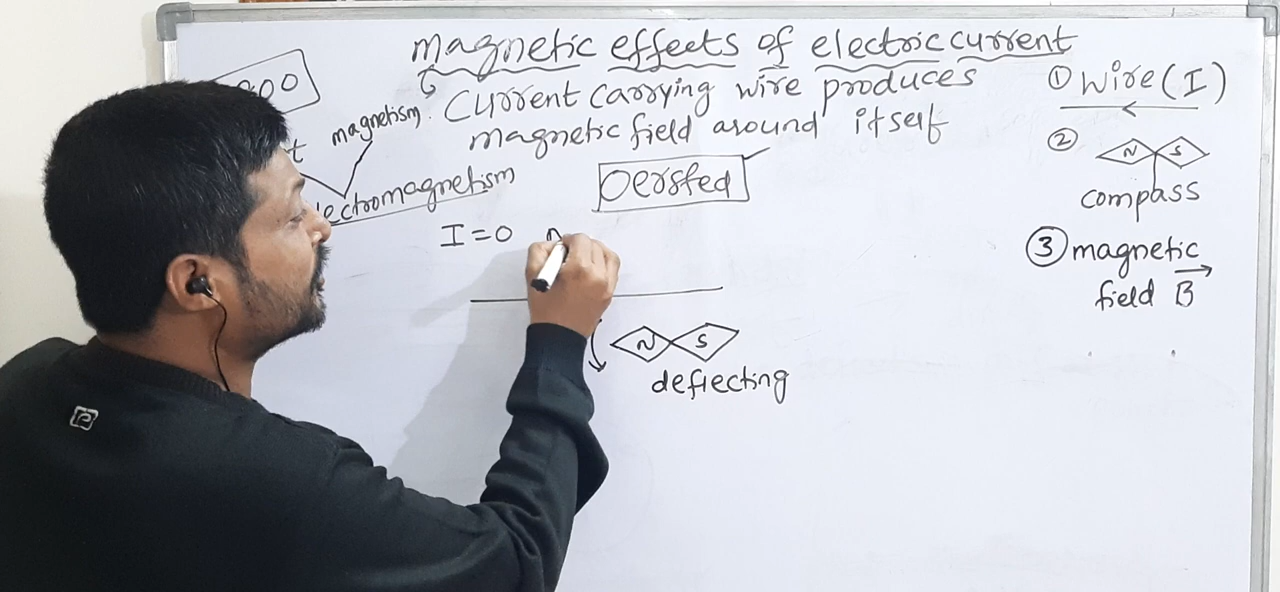 magnetic effects of electric current
Current carrying wire produces
magnetic field around itself
magnetism
Oersted
I=0
N S
deflecting
① Wire (I)
②
N S
compass
③ magnetic
field B